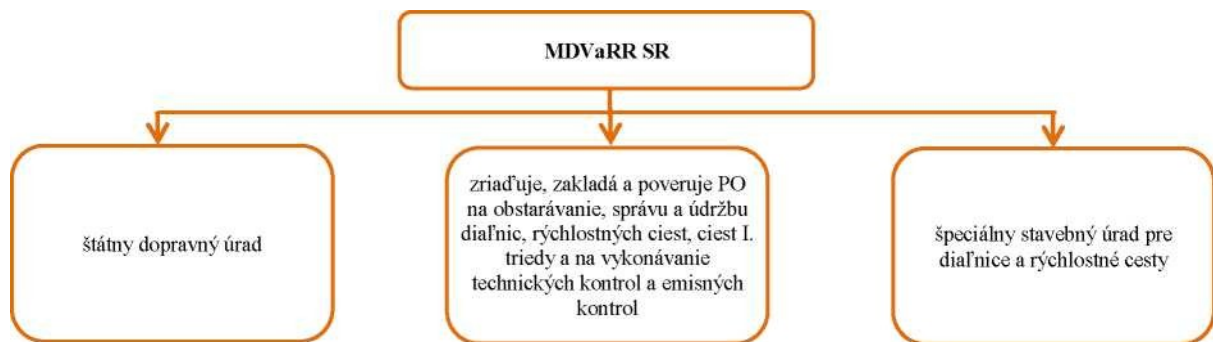 MDVaRR SR
štátny dopravný úrad
zriaďuje, zakladá a poveruje PO
na obstarávanie, správu a údržbu
diaľnic, rýchlostných ciest, ciest I.
triedy a na vykonávanie
technických kontrol a emisných
kontrol
špeciálny stavebný úrad pre
diaľnice a rýchlostné cesty